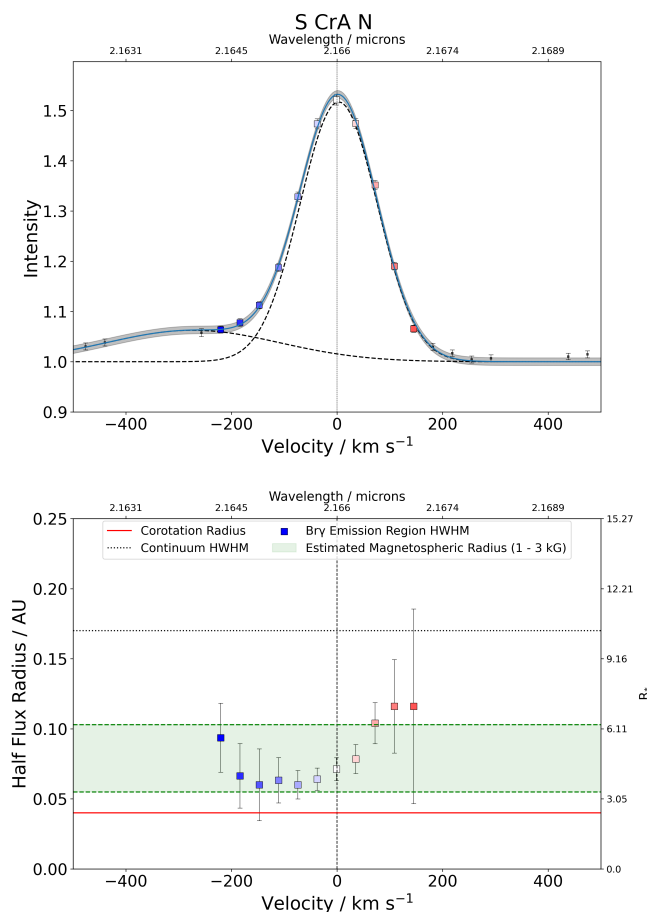 S CrA N
Wavelength / microns
2.1631 2.1645 2.166 2.1674 2.1689
Intensity
1.5
1.4
1.3
1.2
1.1
1.0
0.9
−400 −200 0 200 400
Velocity / km s⁻¹
Wavelength / microns
2.1631 2.1645 2.166 2.1674 2.1689
Corotation Radius
Continuum HWHM
Brγ Emission Region HWHM
Estimated Magnetospheric Radius (1 - 3 kG)
Half Flux Radius / AU
0.25
0.20
0.15
0.10
0.05
0.00
15.27
12.21
9.16
6.11
3.05
0.0
−400 −200 0 200 400
Velocity / km s⁻¹